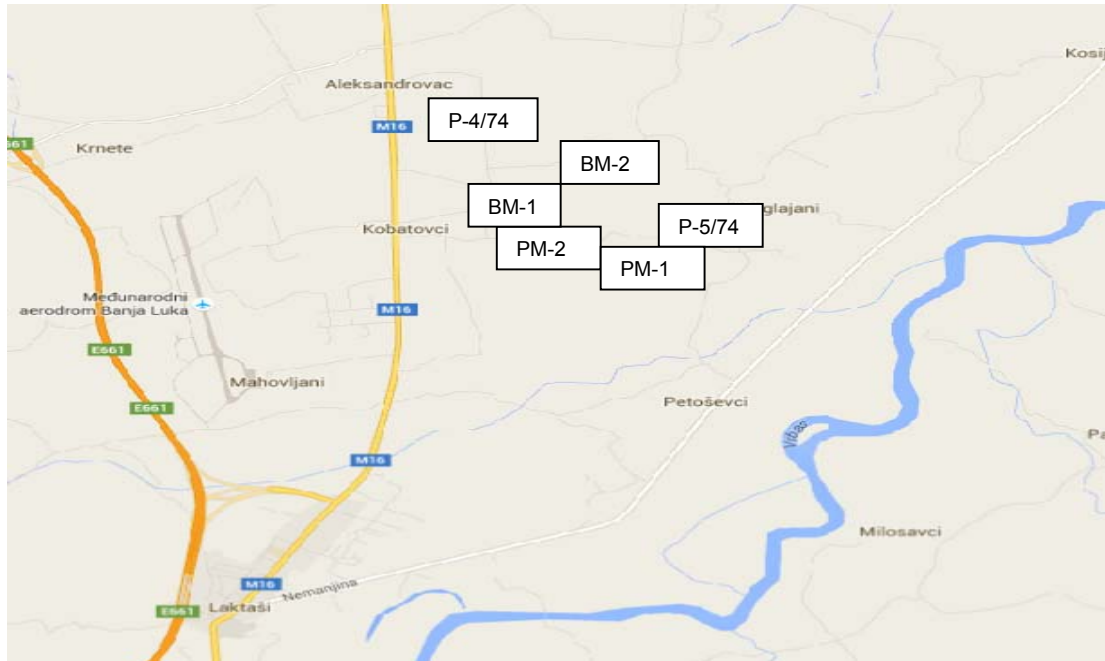 Kosij
Aleksandrovac
M16
P-4/74
E661
Krnete
BM-2
BM-1
glajani
P-5/74
Kobatovci
PM-2
PM-1
Međunarodni
aerodrom Banja Luka
M16
E661
Mahovljani
Petoševci
E661
Vrbas
Pa
M16
Milosavci
M16
Nemanjina
Laktaši
E661